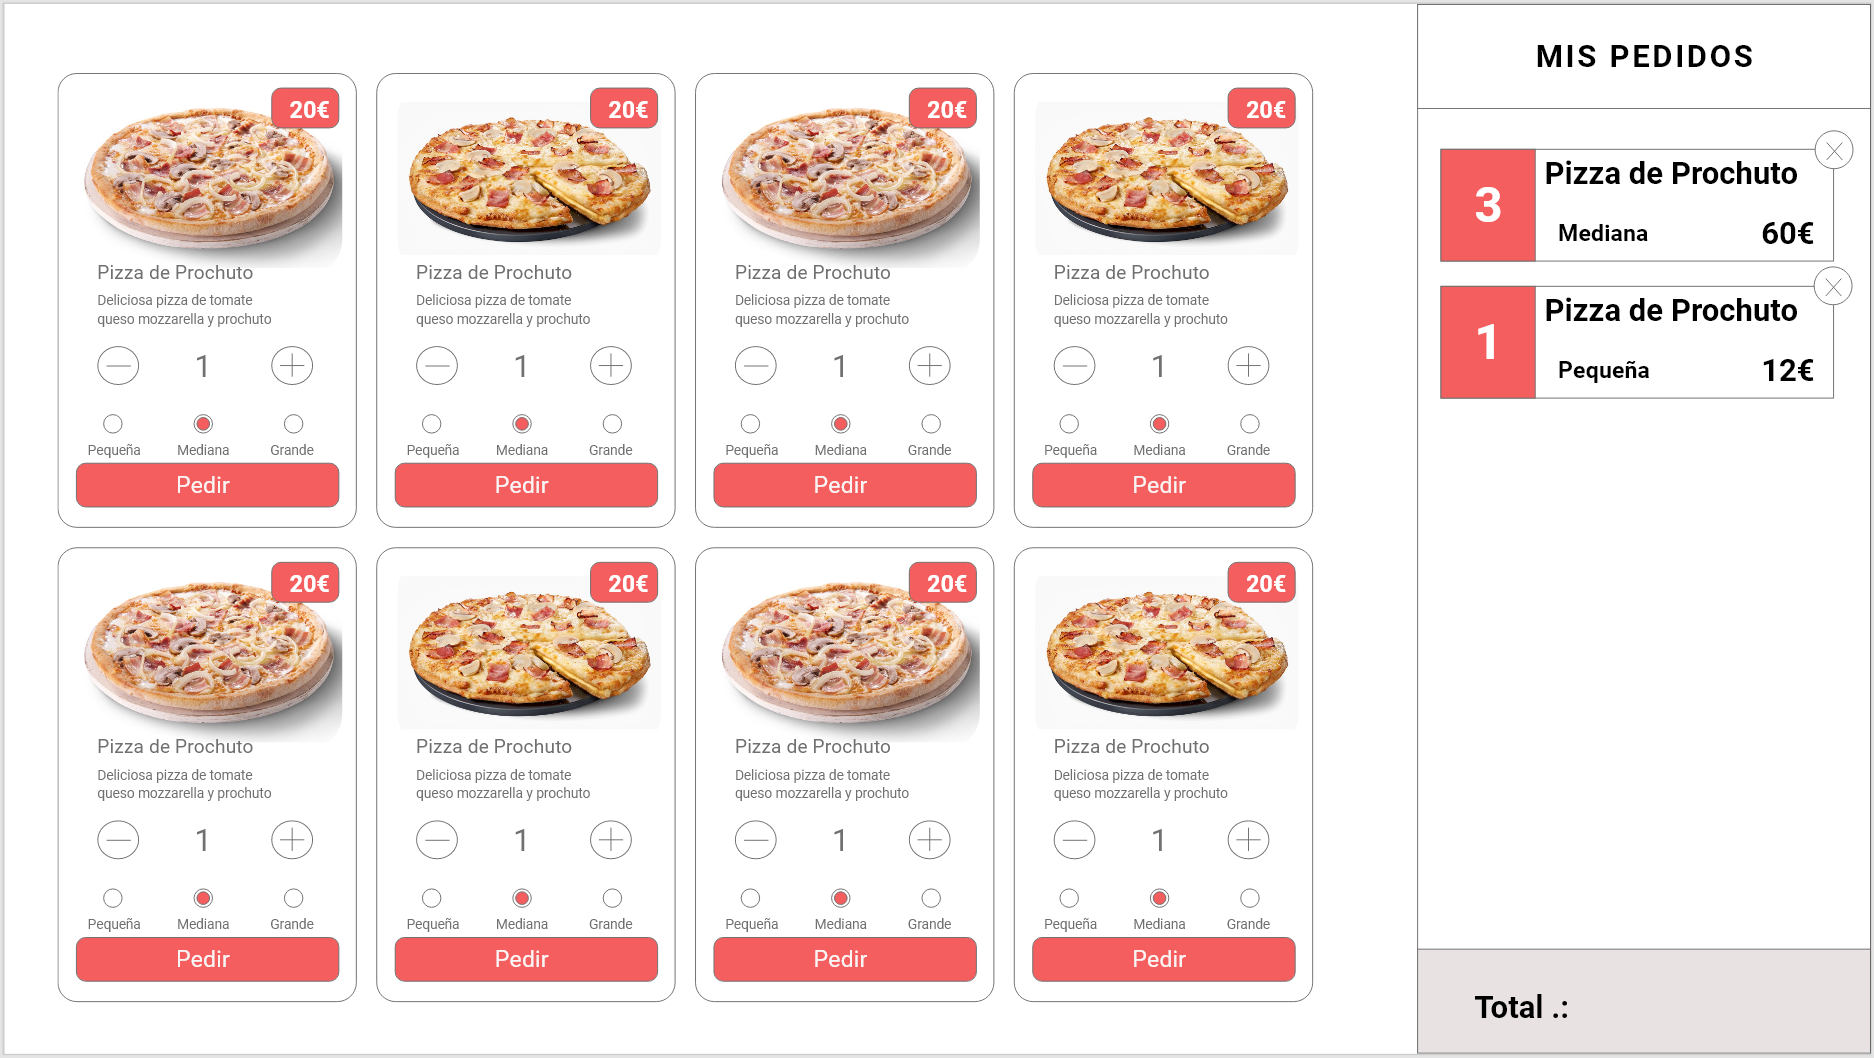 20€
Pizza de Prochuto
Deliciosa pizza de tomate
queso mozzarella y prochuto
1
Pequeña Mediana Grande
Pedir
20€
Pizza de Prochuto
Deliciosa pizza de tomate
queso mozzarella y prochuto
1
Pequeña Mediana Grande
Pedir
20€
Pizza de Prochuto
Deliciosa pizza de tomate
queso mozzarella y prochuto
1
Pequeña Mediana Grande
Pedir
20€
Pizza de Prochuto
Deliciosa pizza de tomate
queso mozzarella y prochuto
1
Pequeña Mediana Grande
Pedir
20€
Pizza de Prochuto
Deliciosa pizza de tomate
queso mozzarella y prochuto
1
Pequeña Mediana Grande
Pedir
20€
Pizza de Prochuto
Deliciosa pizza de tomate
queso mozzarella y prochuto
1
Pequeña Mediana Grande
Pedir
20€
Pizza de Prochuto
Deliciosa pizza de tomate
queso mozzarella y prochuto
1
Pequeña Mediana Grande
Pedir
20€
Pizza de Prochuto
Deliciosa pizza de tomate
queso mozzarella y prochuto
1
Pequeña Mediana Grande
Pedir
MIS PEDIDOS
3
Pizza de Prochuto
Mediana 60€
1
Pizza de Prochuto
Pequeña 12€
Total .: